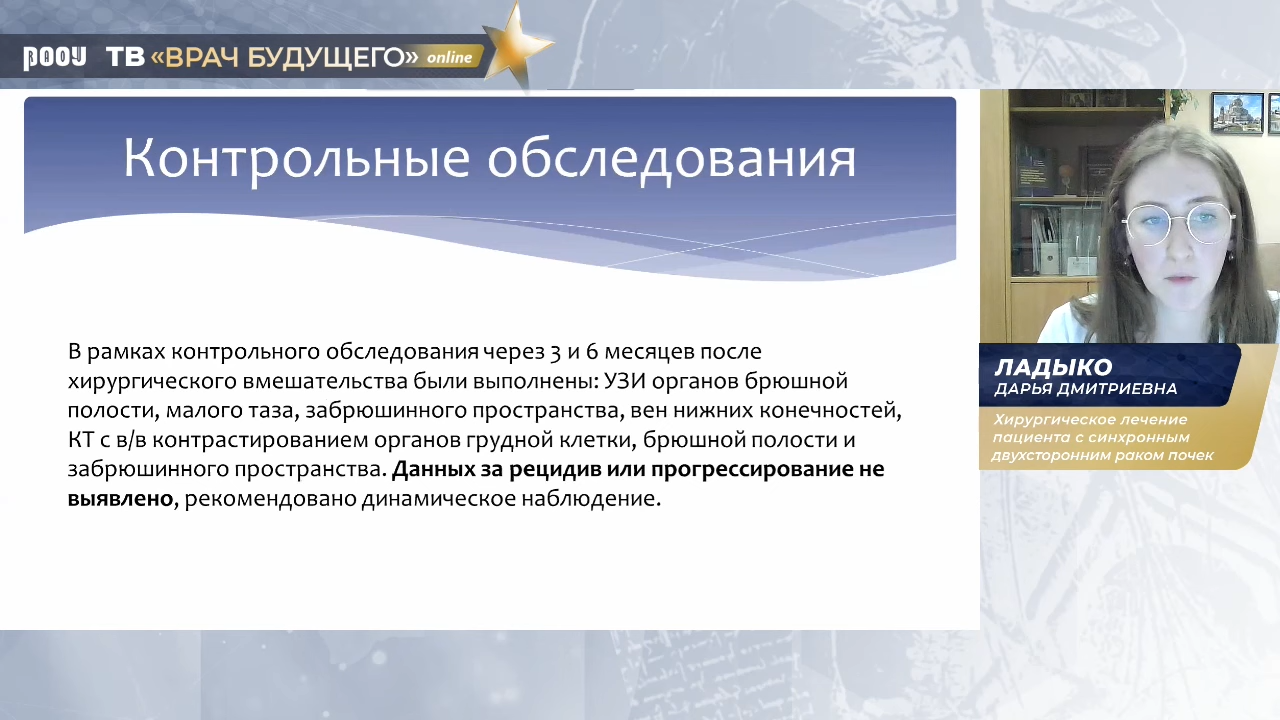 РООУ ТВ «ВРАЧ БУДУЩЕГО» online
Контрольные обследования
В рамках контрольного обследования через 3 и 6 месяцев после
хирургического вмешательства были выполнены: УЗИ органов брюшной
полости, малого таза, забрюшинного пространства, вен нижних конечностей,
КТ с в/в контрастированием органов грудной клетки, брюшной полости и
забрюшинного пространства. Данных за рецидив или прогрессирование не
выявлено, рекомендовано динамическое наблюдение.
ЛАДЫКО
ДАРЬЯ ДМИТРИЕВНА
Хирургическое лечение
пациента с синхронным
двухсторонним раком почек